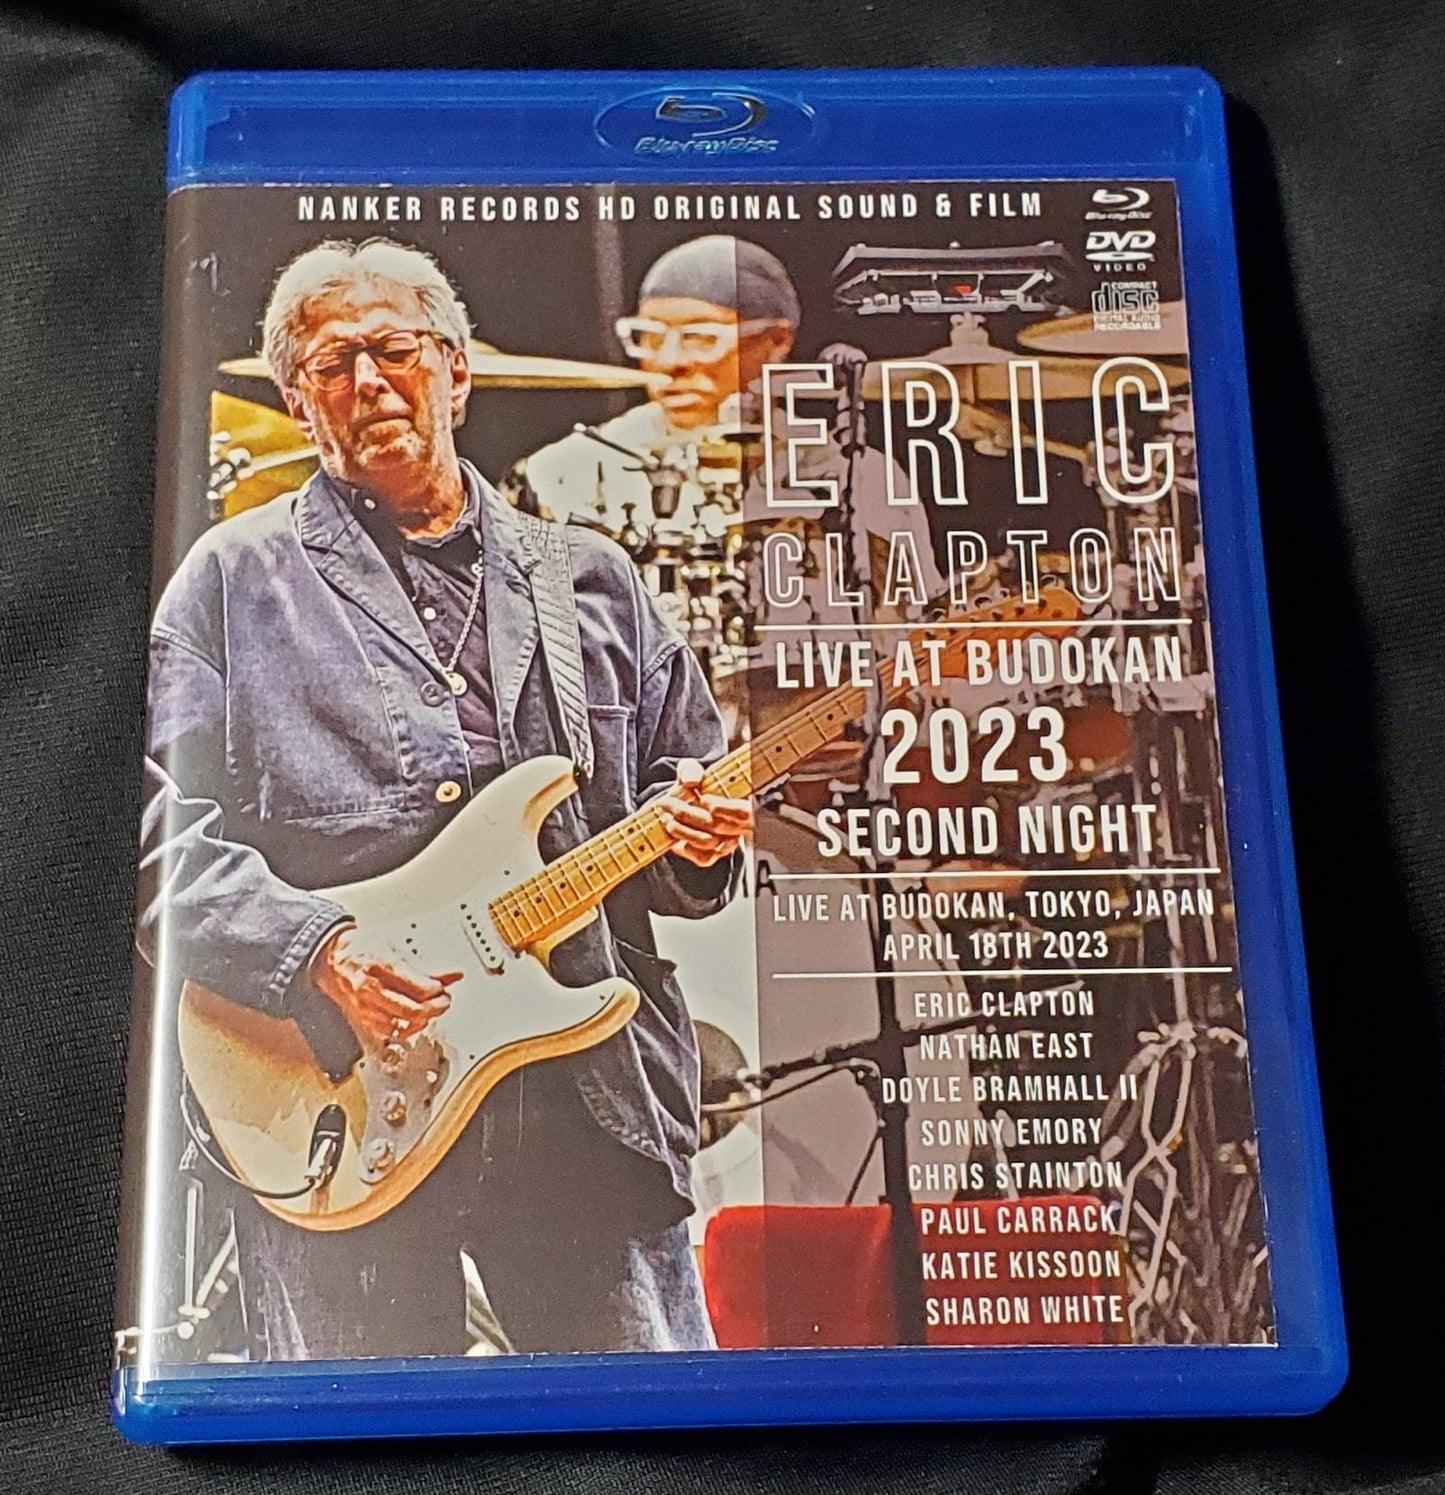 Blu-ray Disc
NANKER RECORDS HD ORIGINAL SOUND & FILM
Blu-ray Disc
DVD
VIDEO
COMPACT
disc
DIGITAL AUDIO
RECORDABLE
ERIC
CLAPTON
LIVE AT BUDOKAN
2023
SECOND NIGHT
LIVE AT BUDOKAN, TOKYO, JAPAN
APRIL 18TH 2023
ERIC CLAPTON
NATHAN EAST
DOYLE BRAMHALL II
SONNY EMORY
CHRIS STAINTON
PAUL CARRACK
KATIE KISSOON
SHARON WHITE